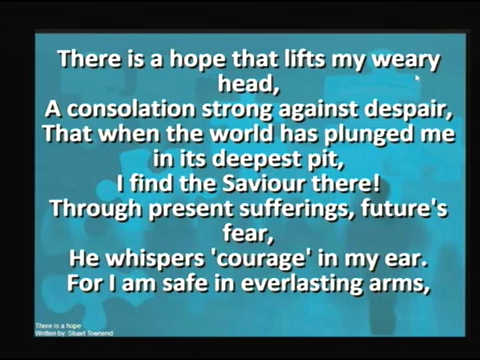 There is a hope that lifts my weary
head,
A consolation strong against despair,
That when the world has plunged me
in its deepest pit,
I find the Saviour there!
Through present sufferings, future's
fear,
He whispers 'courage' in my ear.
For I am safe in everlasting arms,
There is a hope
Written by: Stuart Townend